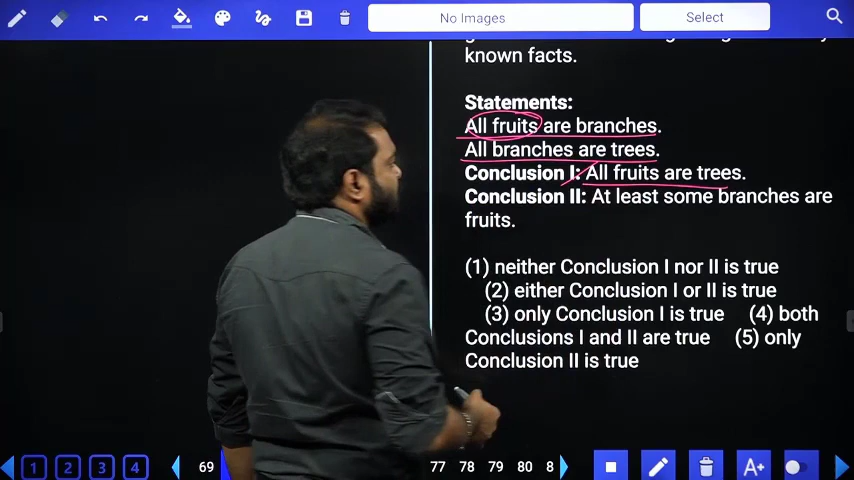 No Images
Select
known facts.
Statements:
All fruits are branches.
All branches are trees.
Conclusion I: All fruits are trees.
Conclusion II: At least some branches are
fruits.
(1) neither Conclusion I nor II is true
(2) either Conclusion I or II is true
(3) only Conclusion I is true (4) both
Conclusions I and II are true (5) only
Conclusion II is true
1 2 3 4 69 77 78 79 80 8 A+